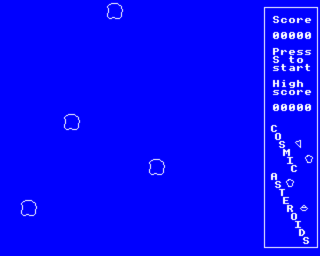 Score
00000
Press
S to
start
High
score
00000
COSMIC
ASTEROIDS